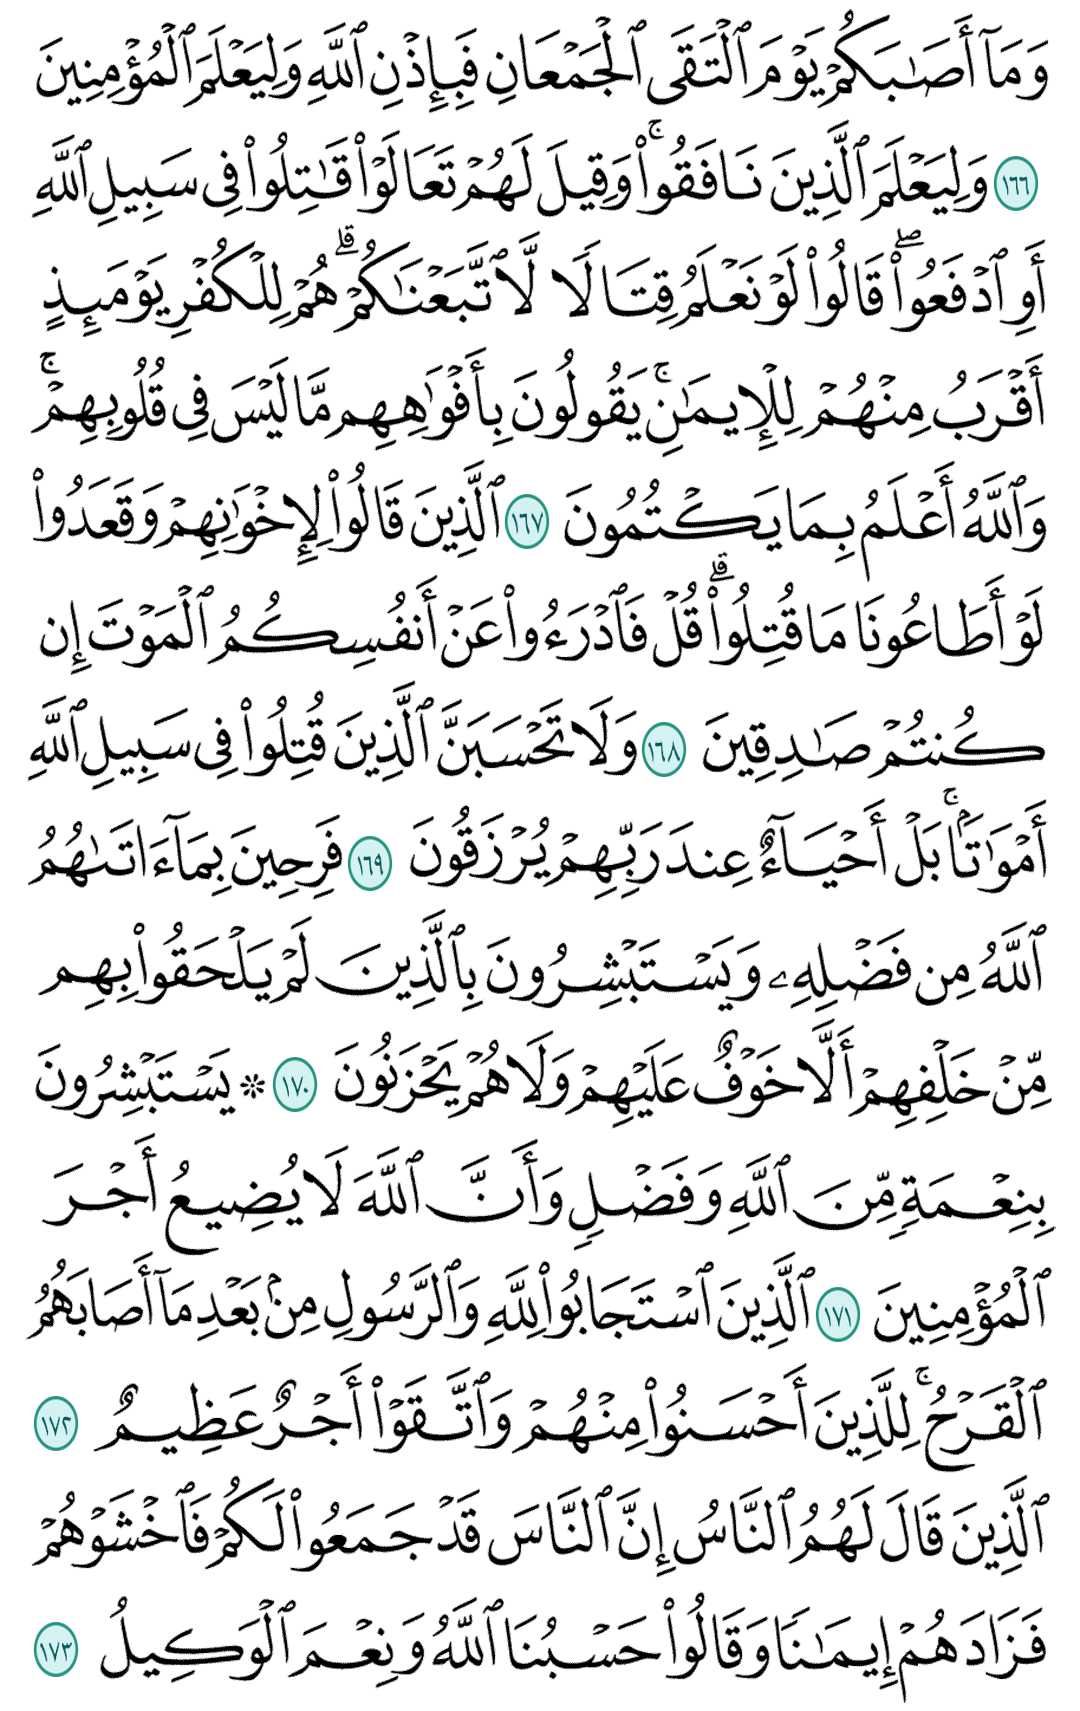 وَمَآ أَصَٰبَكُمۡ يَوۡمَ ٱلۡتَقَى ٱلۡجَمۡعَانِ فَبِإِذۡنِ ٱللَّهِ وَلِيَعۡلَمَ ٱلۡمُؤۡمِنِينَ
١٦٦ وَلِيَعۡلَمَ ٱلَّذِينَ نَافَقُواْۚ وَقِيلَ لَهُمۡ تَعَالَوۡاْ قَٰتِلُواْ فِي سَبِيلِ ٱللَّهِ
أَوِ ٱدۡفَعُواْۖ قَالُواْ لَوۡ نَعۡلَمُ قِتَالٗا لَّٱتَّبَعۡنَٰكُمۡۗ هُمۡ لِلۡكُفۡرِ يَوۡمَئِذٍ
أَقۡرَبُ مِنۡهُمۡ لِلۡإِيمَٰنِۚ يَقُولُونَ بِأَفۡوَٰهِهِم مَّا لَيۡسَ فِي قُلُوبِهِمۡۚ
وَٱللَّهُ أَعۡلَمُ بِمَا يَكۡتُمُونَ ١٦٧ ٱلَّذِينَ قَالُواْ لِإِخۡوَٰنِهِمۡ وَقَعَدُواْ
لَوۡ أَطَاعُونَا مَا قُتِلُواْۗ قُلۡ فَٱدۡرَءُواْ عَنۡ أَنفُسِكُمُ ٱلۡمَوۡتَ إِن
كُنتُمۡ صَٰدِقِينَ ١٦٨ وَلَا تَحۡسَبَنَّ ٱلَّذِينَ قُتِلُواْ فِي سَبِيلِ ٱللَّهِ
أَمۡوَٰتَۢاۚ بَلۡ أَحۡيَآءٌ عِندَ رَبِّهِمۡ يُرۡزَقُونَ ١٦٩ فَرِحِينَ بِمَآ ءَاتَىٰهُمُ
ٱللَّهُ مِن فَضۡلِهِۦ وَيَسۡتَبۡشِرُونَ بِٱلَّذِينَ لَمۡ يَلۡحَقُواْ بِهِم
مِّنۡ خَلۡفِهِمۡ أَلَّا خَوۡفٌ عَلَيۡهِمۡ وَلَا هُمۡ يَحۡزَنُونَ ١٧٠ ۞ يَسۡتَبۡشِرُونَ
بِنِعۡمَةٖ مِّنَ ٱللَّهِ وَفَضۡلٖ وَأَنَّ ٱللَّهَ لَا يُضِيعُ أَجۡرَ
ٱلۡمُؤۡمِنِينَ ١٧١ ٱلَّذِينَ ٱسۡتَجَابُواْ لِلَّهِ وَٱلرَّسُولِ مِنۢ بَعۡدِ مَآ أَصَابَهُمُ
ٱلۡقَرۡحُۚ لِلَّذِينَ أَحۡسَنُواْ مِنۡهُمۡ وَٱتَّقَوۡاْ أَجۡرٌ عَظِيمٌ ١٧٢
ٱلَّذِينَ قَالَ لَهُمُ ٱلنَّاسُ إِنَّ ٱلنَّاسَ قَدۡ جَمَعُواْ لَكُمۡ فَٱخۡشَوۡهُمۡ
فَزَادَهُمۡ إِيمَٰنٗا وَقَالُواْ حَسۡبُنَا ٱللَّهُ وَنِعۡمَ ٱلۡوَكِيلُ ١٧٣